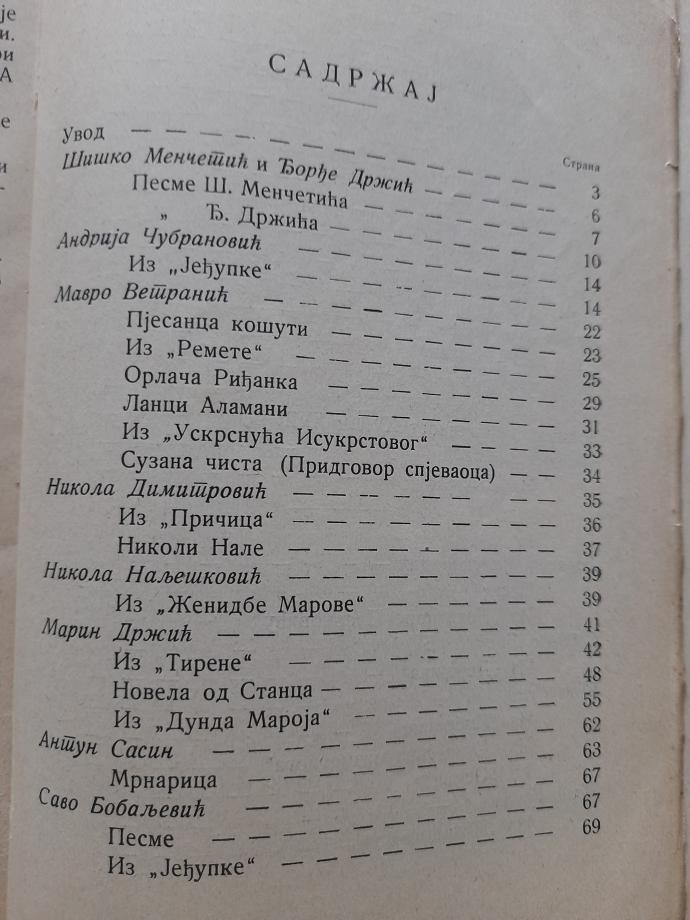 је
и.
ри
А
е
и
САДРЖАЈ
Страна
Увод — — — — — — — — — — — — 3
Шишко Менчетић и Ђорђе Држић — — — — — 6
Песме Ш. Менчетића — — — — — — — 7
„ Ђ. Држића — — — — — — — — 10
Андрија Чубрановић — — — — — — — — 14
Из „Јеђупке“ — — — — — — — — 14
Мавро Ветранић — — — — — — — — — 22
Пјесанца кошути — — — — — — — 23
Из „Ремете“ — — — — — — — — 25
Орлача Риђанка — — — — — — — 29
Ланци Аламани — — — — — — — 31
Из „Ускрснућа Исукрстовог“ — — — — 33
Сузана чиста (Придговор спјеваоца) — — 34
Никола Димитровић — — — — — — — — 35
Из „Причица“ — — — — — — — — 36
Николи Нале — — — — — — — — 37
Никола Наљешковић — — — — — — — — 39
Из „Женидбе Марове“ — — — — — — 39
Марин Држић — — — — — — — — — — 41
Из „Тирене“ — — — — — — — — 42
Новела од Станца — — — — — — — 48
Из „Дунда Мароја“ — — — — — — 55
Антун Сасин — — — — — — — — — — 62
Мрнарица — — — — — — — — — 63
Саво Бобаљевић — — — — — — — — — 67
Песме — — — — — — — — — — 67
Из „Јеђупке“ — — — — — — — — 69